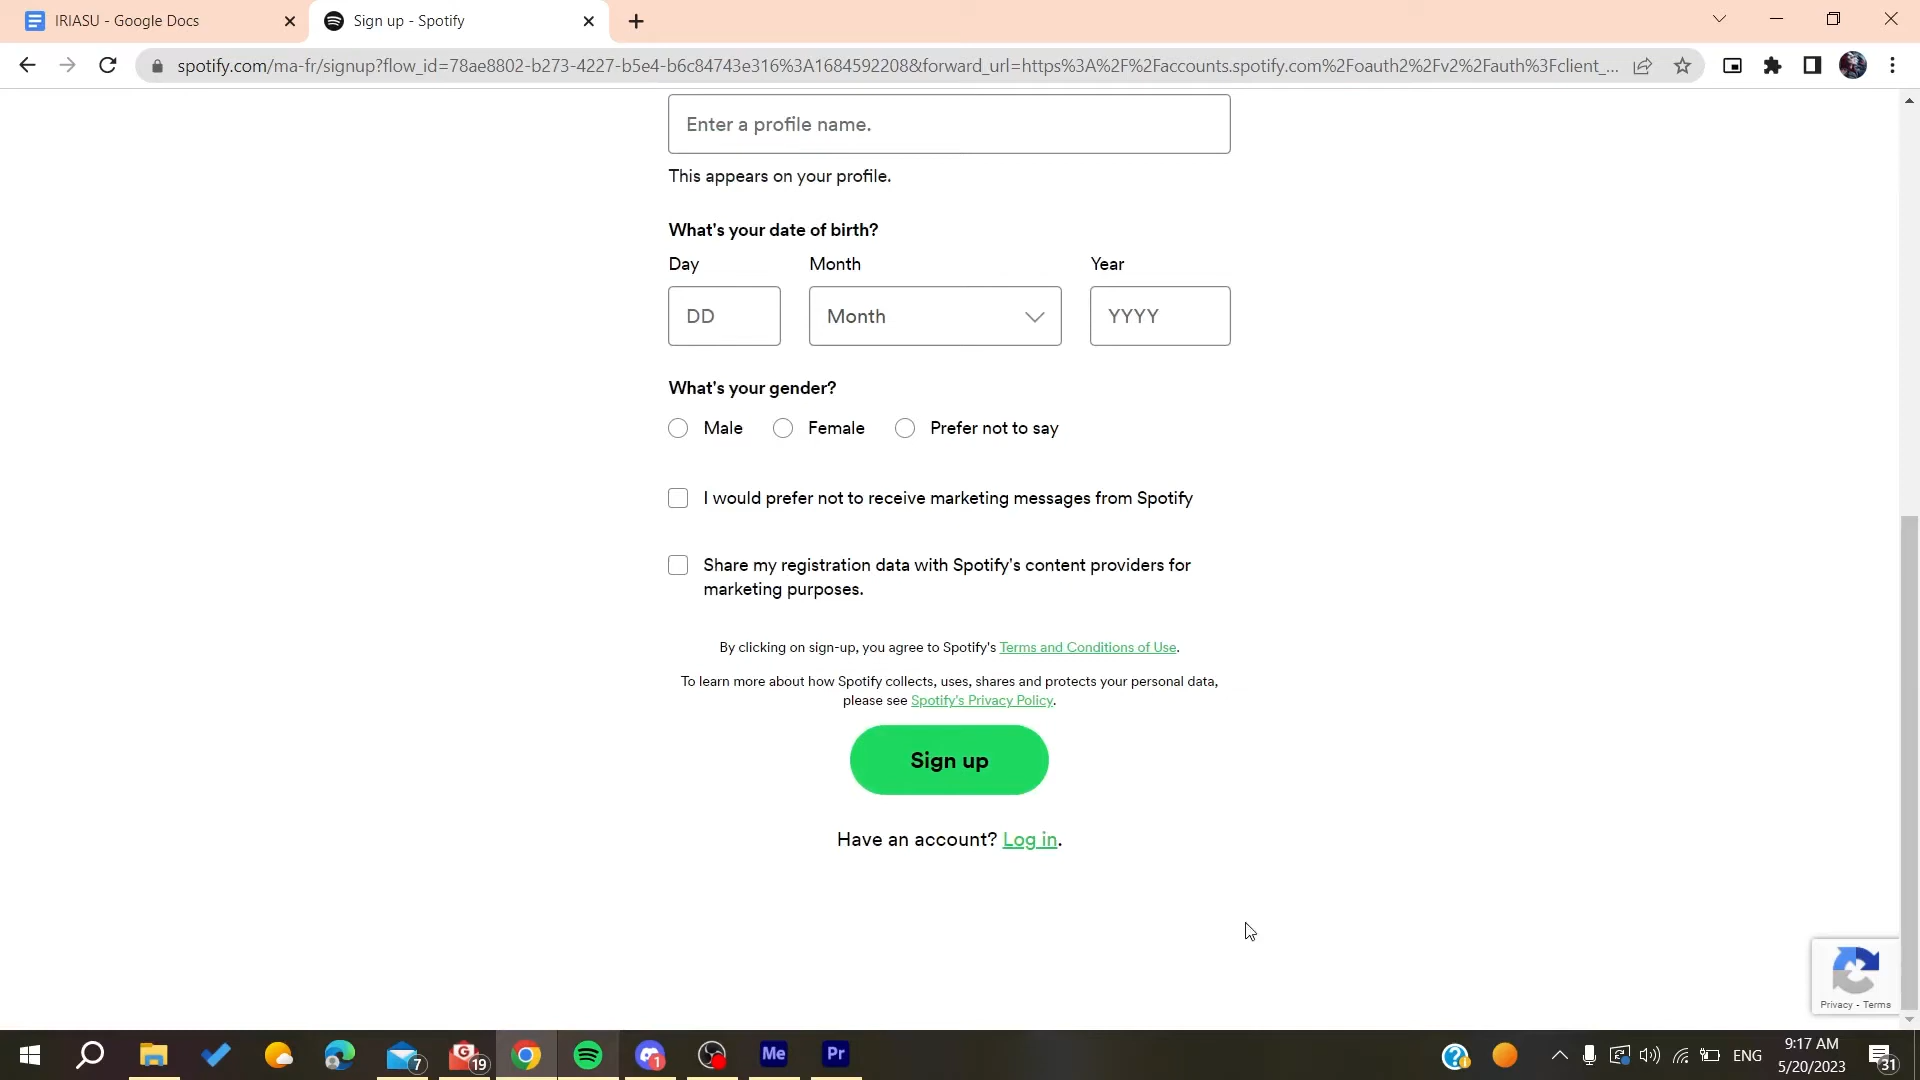 IRIASU - Google Docs
Sign up - Spotify
spotify.com/ma-fr/signup?flow_id=78ae8802-b273-4227-b5e4-b6c84743e316%3A1684592208&forward_url=https%3A%2F%2Faccounts.spotify.com%2Foauth2%2Fv2%2Fauth%3Fclient_...
Enter a profile name.
This appears on your profile.
What's your date of birth?
Day Month Year
DD Month YYYY
What's your gender?
Male Female Prefer not to say
I would prefer not to receive marketing messages from Spotify
Share my registration data with Spotify's content providers for
marketing purposes.
By clicking on sign-up, you agree to Spotify's Terms and Conditions of Use.
To learn more about how Spotify collects, uses, shares and protects your personal data,
please see Spotify's Privacy Policy.
Sign up
Have an account? Log in.
Privacy - Terms
7
19
1
Me
Pr
ENG
9:17 AM
5/20/2023
31